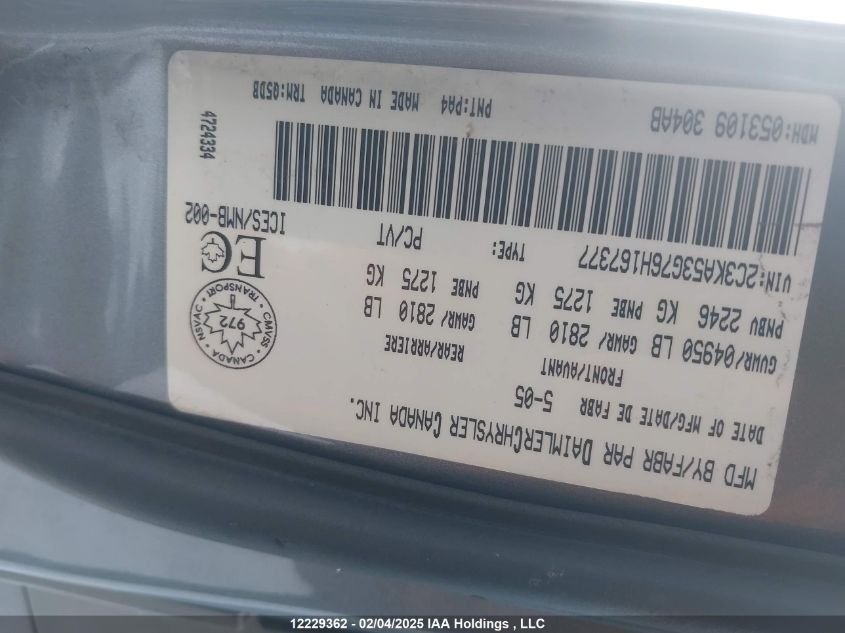 MFD BY/FABR PAR DAIMLERCHRYSLER CANADA INC.
DATE OF MFG/DATE DE FABR 5-05
FRONT/AVANT REAR/ARRIERE
GVWR/04950 LB GAWR/ 2810 LB GAWR/ 2810 LB
PNBV 2246 KG PNBE 1275 KG PNBE 1275 KG
VIN:2C3KA53G76H167377 TYPE: PC/VT
CMVSS · CANADA · NSVAC · TRANSPORT
972
EC
ICES/NMB-002
MDH:053109 304AB
PNT:PA4 MADE IN CANADA TRM:Q5DB
4724334
12229362 - 02/04/2025 IAA Holdings , LLC